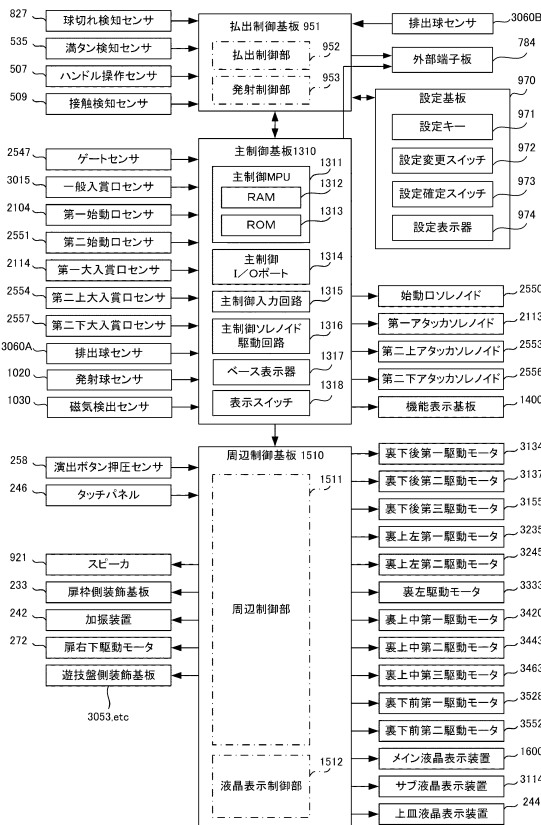 827 球切れ検知センサ
535 満タン検知センサ
507 ハンドル操作センサ
509 接触検知センサ
払出制御基板 951
払出制御部 952
発射制御部 953
排出球センサ 3060B
外部端子板 784
設定基板 970
設定キー 971
設定変更スイッチ 972
設定確定スイッチ 973
設定表示器 974
2547 ゲートセンサ
3015 一般入賞口センサ
2104 第一始動口センサ
2551 第二始動口センサ
2114 第一大入賞口センサ
2554 第二上大入賞口センサ
2557 第二下大入賞口センサ
3060A 排出球センサ
1020 発射球センサ
1030 磁気検出センサ
主制御基板1310
主制御MPU 1311
RAM 1312
ROM 1313
主制御
I/Oポート 1314
主制御入力回路 1315
主制御ソレノイド
駆動回路 1316
ベース表示器 1317
表示スイッチ 1318
始動口ソレノイド 2550
第一アタッカソレノイド 2113
第二上アタッカソレノイド 2553
第二下アタッカソレノイド 2556
機能表示基板 1400
258 演出ボタン押圧センサ
246 タッチパネル
921 スピーカ
233 扉枠側装飾基板
242 加振装置
272 扉右下駆動モータ
遊技盤側装飾基板
3053,etc
周辺制御基板 1510
1511
周辺制御部
1512
液晶表示制御部
裏下後第一駆動モータ 3134
裏下後第二駆動モータ 3137
裏下後第三駆動モータ 3155
裏上左第一駆動モータ 3235
裏上左第二駆動モータ 3245
裏左駆動モータ 3333
裏上中第一駆動モータ 3420
裏上中第二駆動モータ 3443
裏上中第三駆動モータ 3463
裏下前第一駆動モータ 3528
裏下前第二駆動モータ 3552
メイン液晶表示装置 1600
サブ液晶表示装置 3114
上皿液晶表示装置 244